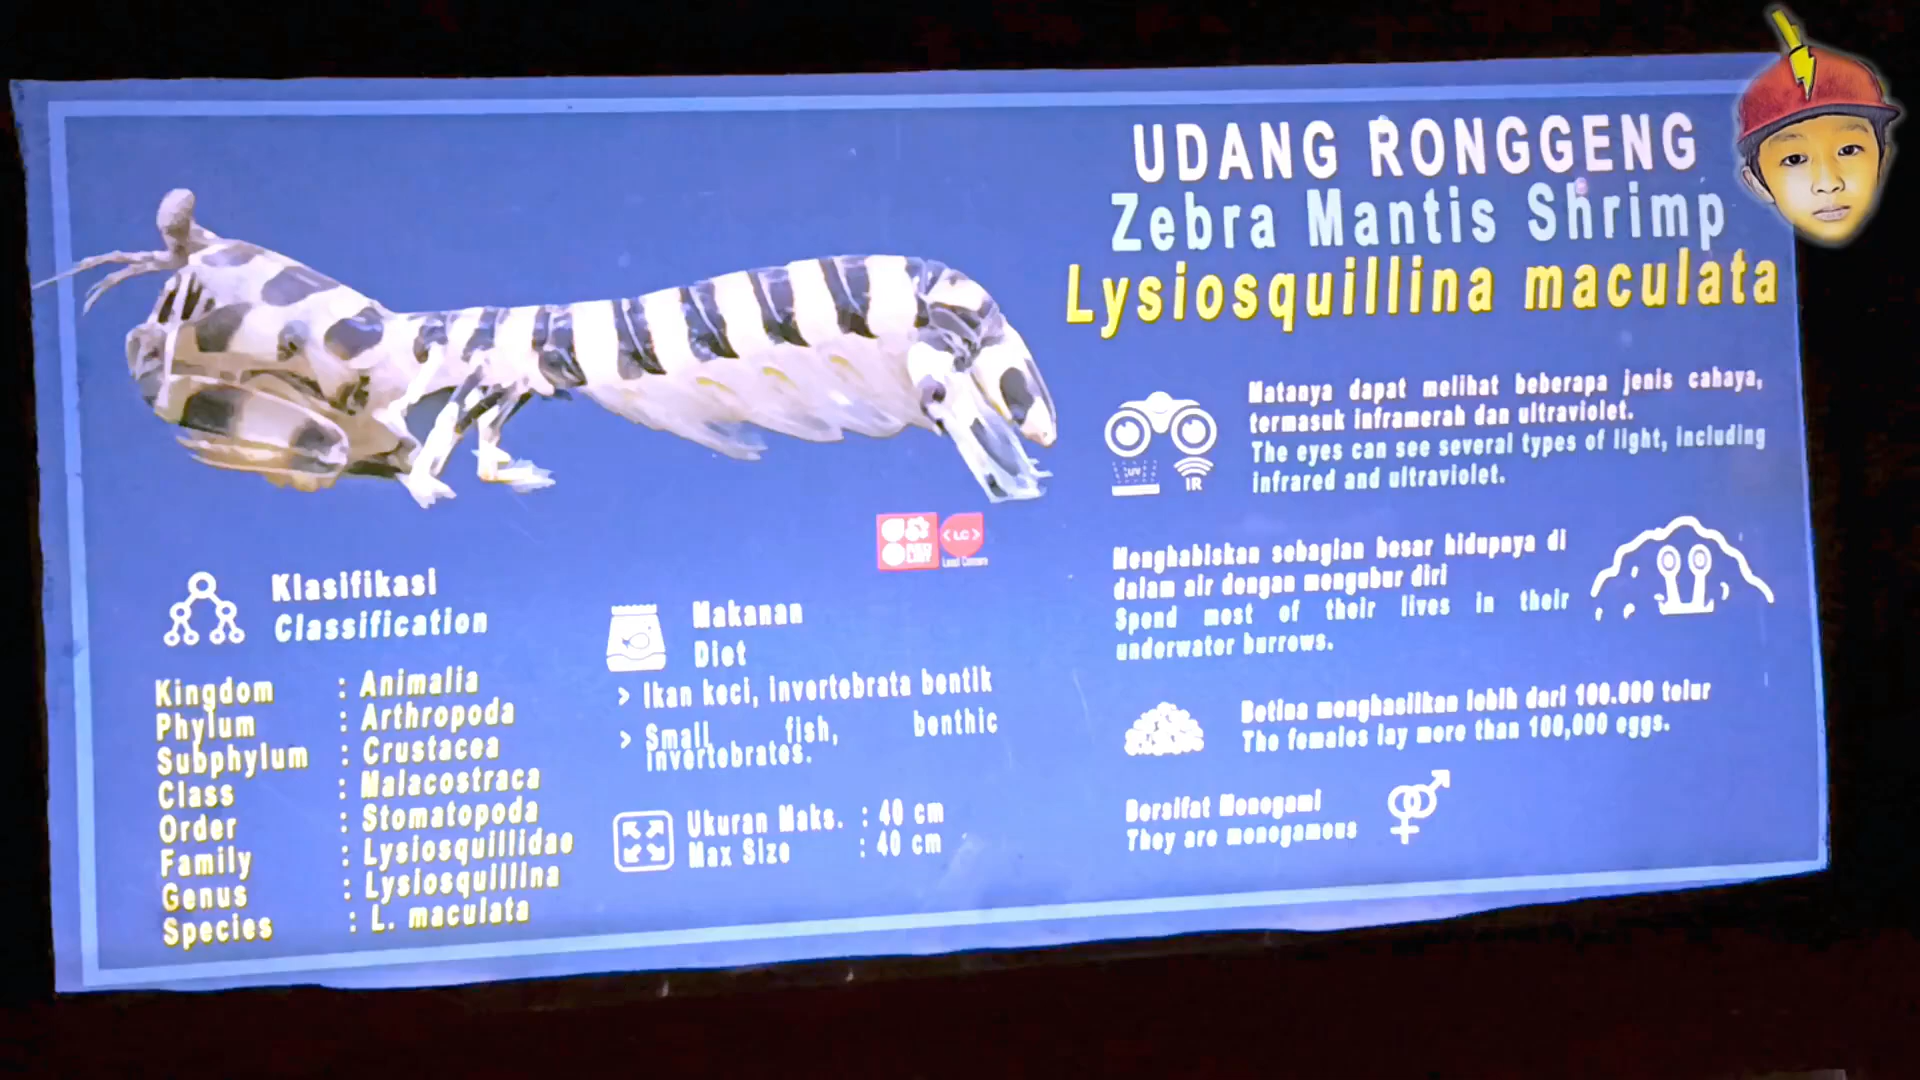 UDANG RONGGENG
Zebra Mantis Shrimp
Lysiosquillina maculata
Matanya dapat melihat beberapa jenis cahaya,
termasuk inframerah dan ultraviolet.
The eyes can see several types of light, including
infrared and ultraviolet.
UV
IR
Menghabiskan sebagian besar hidupnya di
dalam air dengan mengubur diri
Spend most of their lives in their
underwater burrows.
Betina menghasilkan lebih dari 100.000 telur
The females lay more than 100,000 eggs.
Bersifat Monogami
They are monogamous
< LC >
Least Concern
Klasifikasi
Classification
Kingdom : Animalia
Phylum : Arthropoda
Subphylum : Crustacea
Class : Malacostraca
Order : Stomatopoda
Family : Lysiosquillidae
Genus : Lysiosquillina
Species : L. maculata
Makanan
Diet
> Ikan keci, invertebrata bentik
> Small fish, benthic
invertebrates.
Ukuran Maks. : 40 cm
Max Size : 40 cm